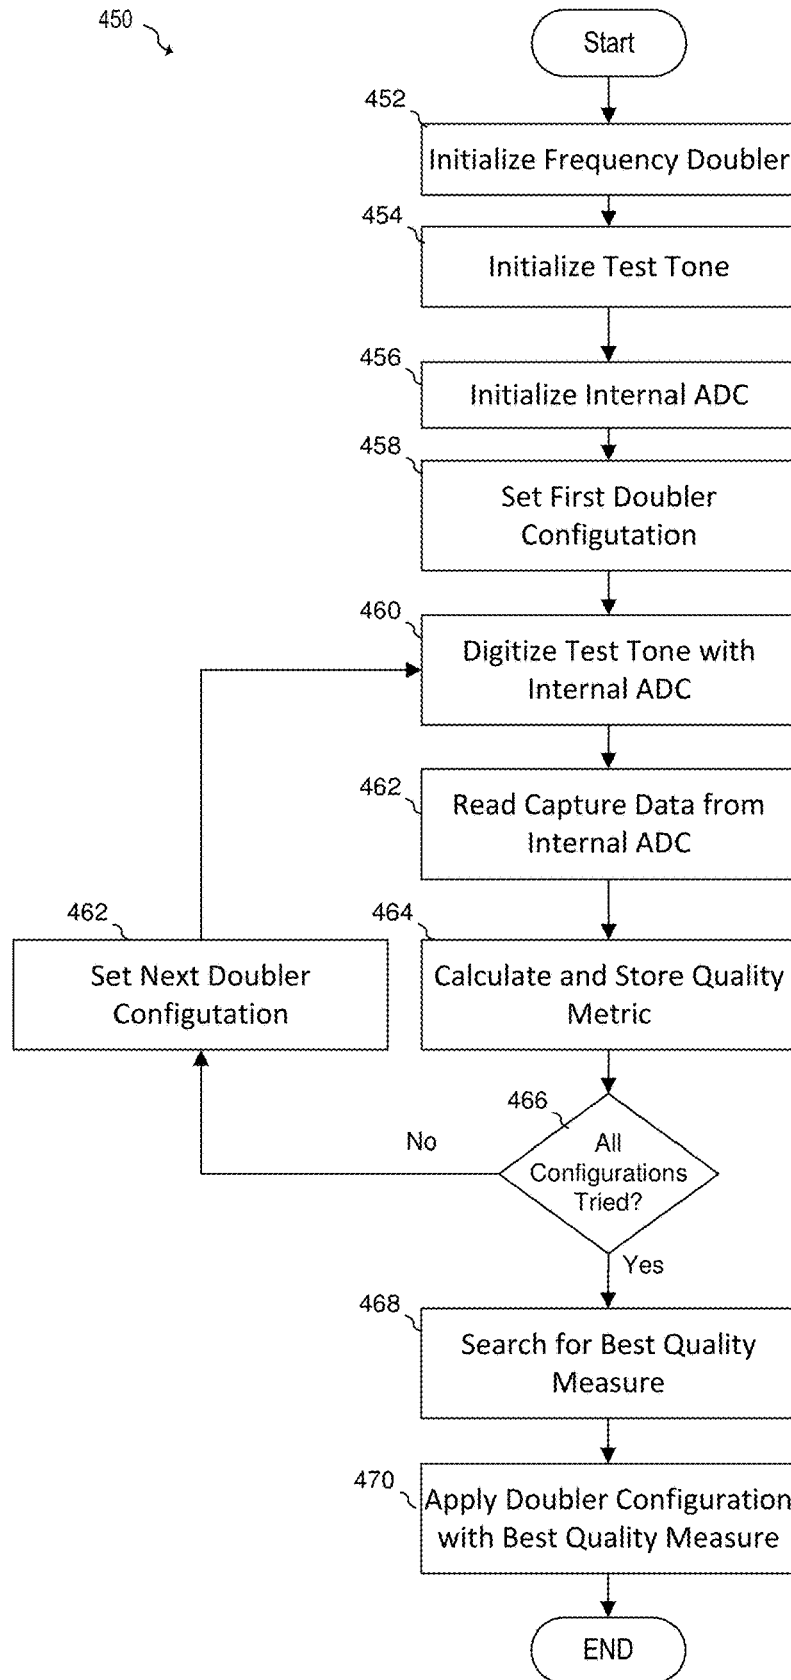 450
Start
452
Initialize Frequency Doubler
454
Initialize Test Tone
456
Initialize Internal ADC
458
Set First Doubler
Configutation
460
Digitize Test Tone with
Internal ADC
462
Read Capture Data from
Internal ADC
462
Set Next Doubler
Configutation
464
Calculate and Store Quality
Metric
466
All
Configurations
Tried?
No
Yes
468
Search for Best Quality
Measure
470
Apply Doubler Configuration
with Best Quality Measure
END